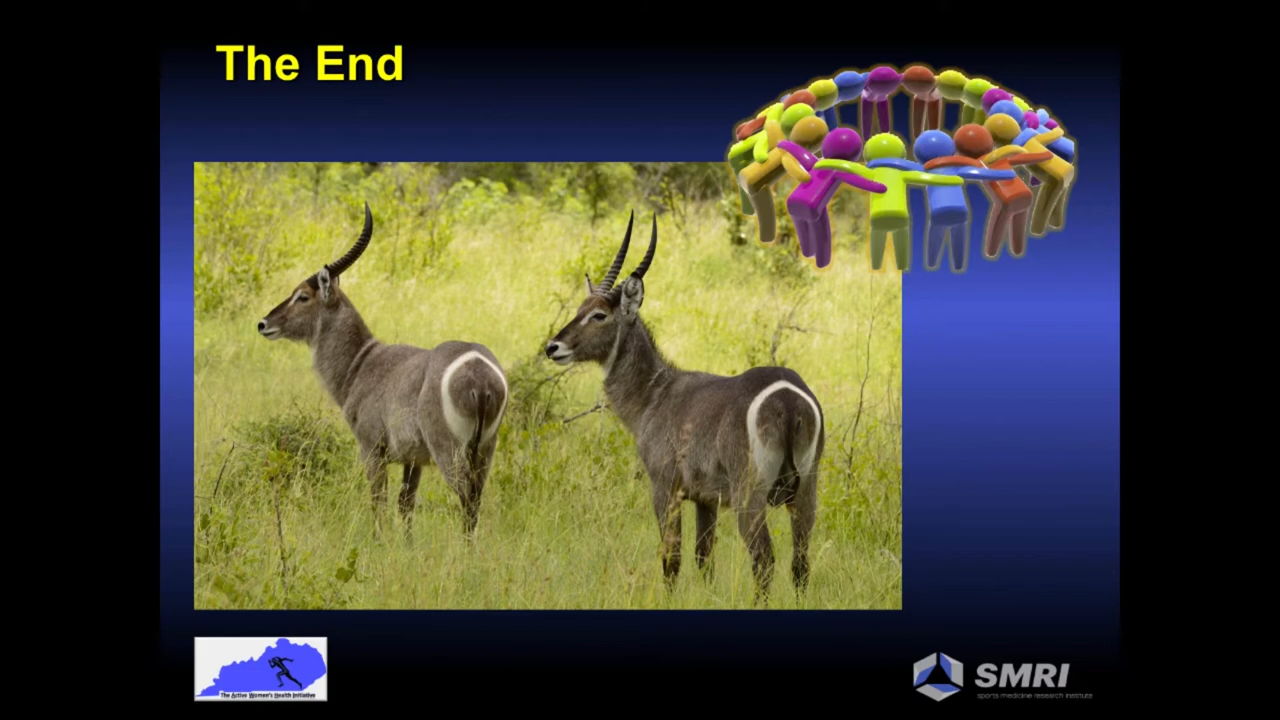 The End
The Active Women's Health Initiative
SMRI
sports medicine research institute